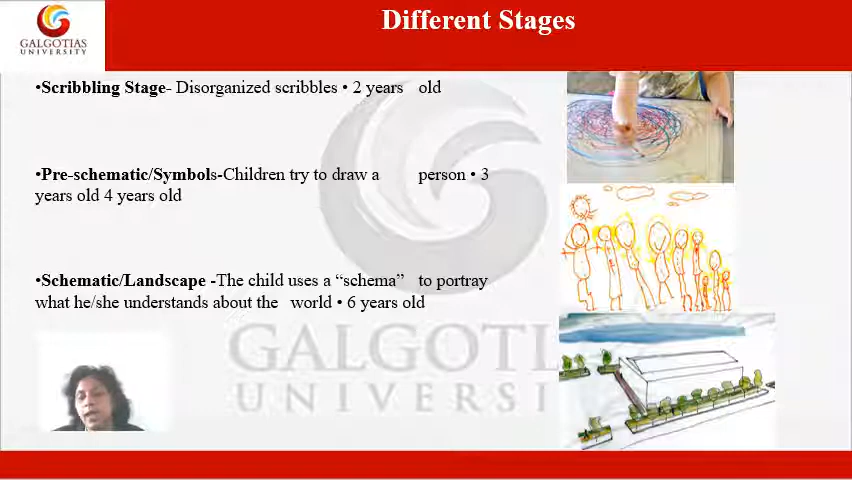 Different Stages
GALGOTIAS
UNIVERSITY
•Scribbling Stage- Disorganized scribbles • 2 years old
•Pre-schematic/Symbols-Children try to draw a person • 3
years old 4 years old
•Schematic/Landscape -The child uses a “schema” to portray
what he/she understands about the world • 6 years old
GALGOTIAS
UNIVERSITY